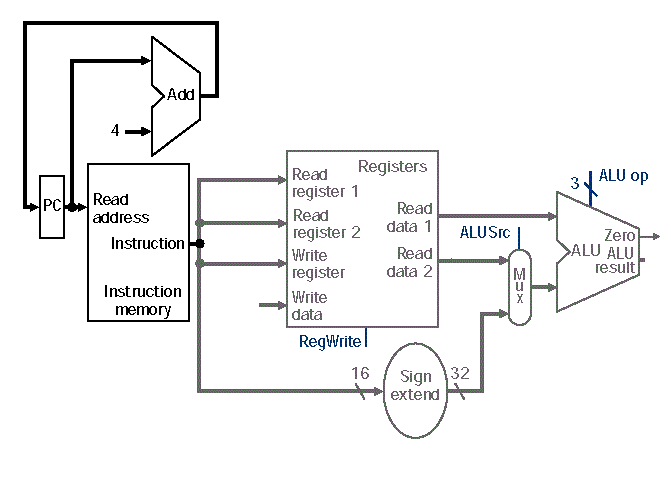 Add
4
PC
Read
address
Instruction
Instruction
memory
Registers
Read
register 1
Read
register 2
Write
register
Write
data
Read
data 1
Read
data 2
RegWrite
16
Sign
extend
32
ALUSrc
M
u
x
3
ALU op
Zero
ALU
ALU
result